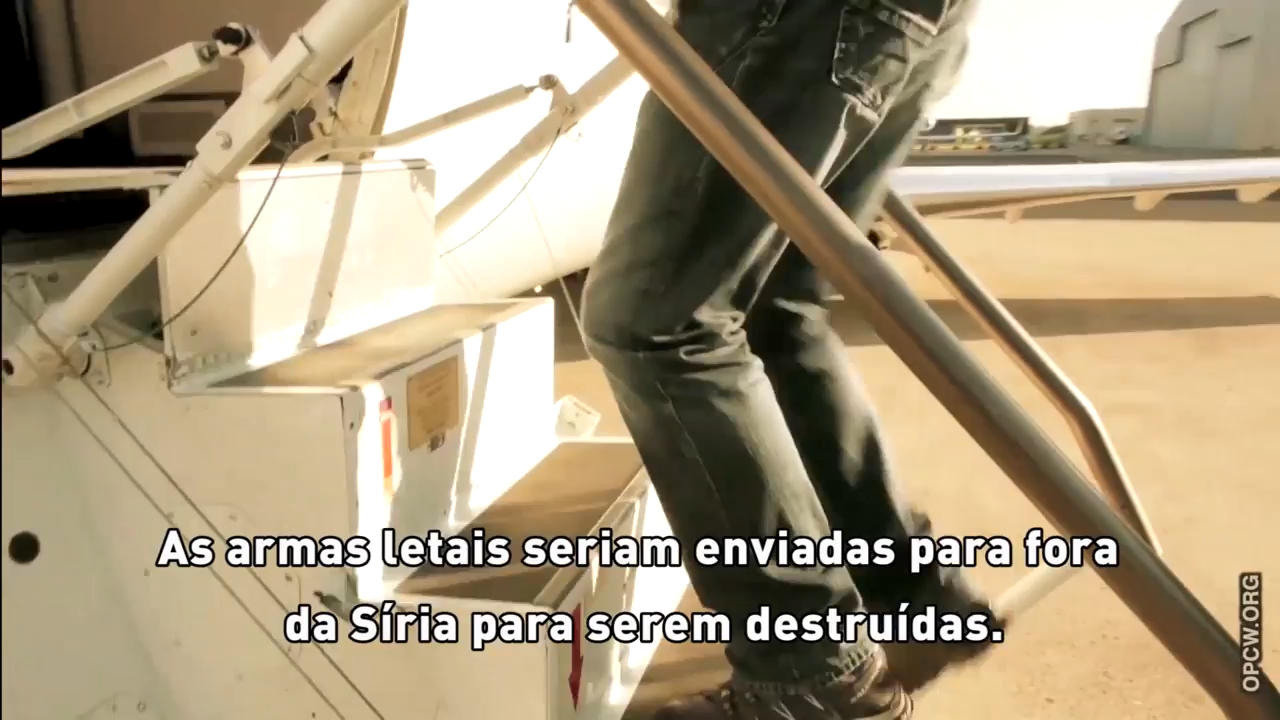 As armas letais seriam enviadas para fora
da Síria para serem destruídas.
OPCW.ORG